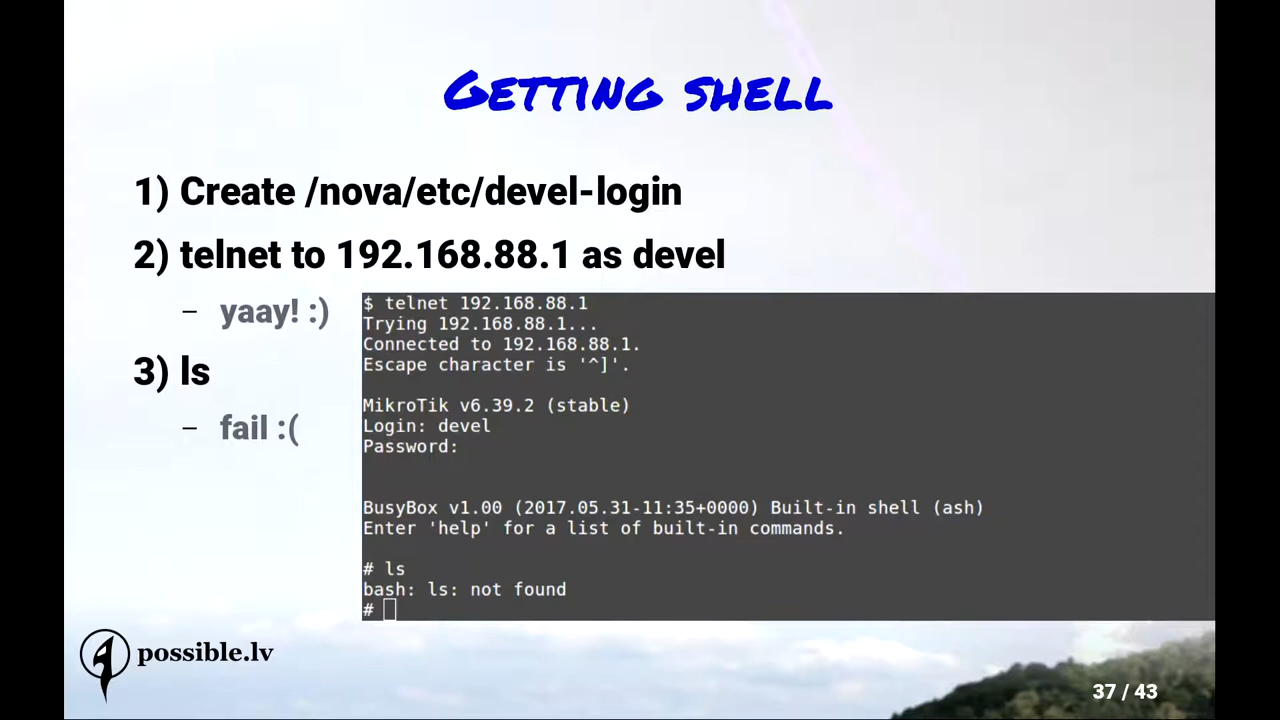 GETTING SHELL
1) Create /nova/etc/devel-login
2) telnet to 192.168.88.1 as devel
– yaay! :)
3) ls
– fail :(
$ telnet 192.168.88.1
Trying 192.168.88.1...
Connected to 192.168.88.1.
Escape character is '^]'.
MikroTik v6.39.2 (stable)
Login: devel
Password:
BusyBox v1.00 (2017.05.31-11:35+0000) Built-in shell (ash)
Enter 'help' for a list of built-in commands.
# ls
bash: ls: not found
#
possible.lv
37 / 43